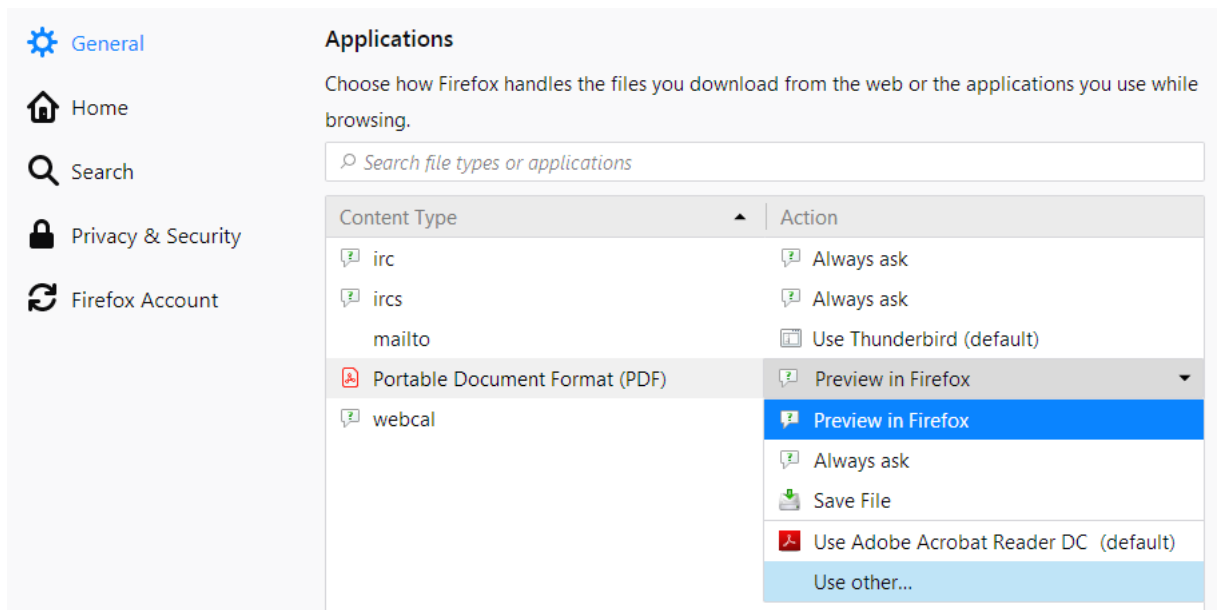 General
Home
Search
Privacy & Security
Firefox Account
Applications
Choose how Firefox handles the files you download from the web or the applications you use while
browsing.
Search file types or applications
Content Type Action
irc Always ask
ircs Always ask
mailto Use Thunderbird (default)
Portable Document Format (PDF) Preview in Firefox
webcal Preview in Firefox
Always ask
Save File
Use Adobe Acrobat Reader DC (default)
Use other...